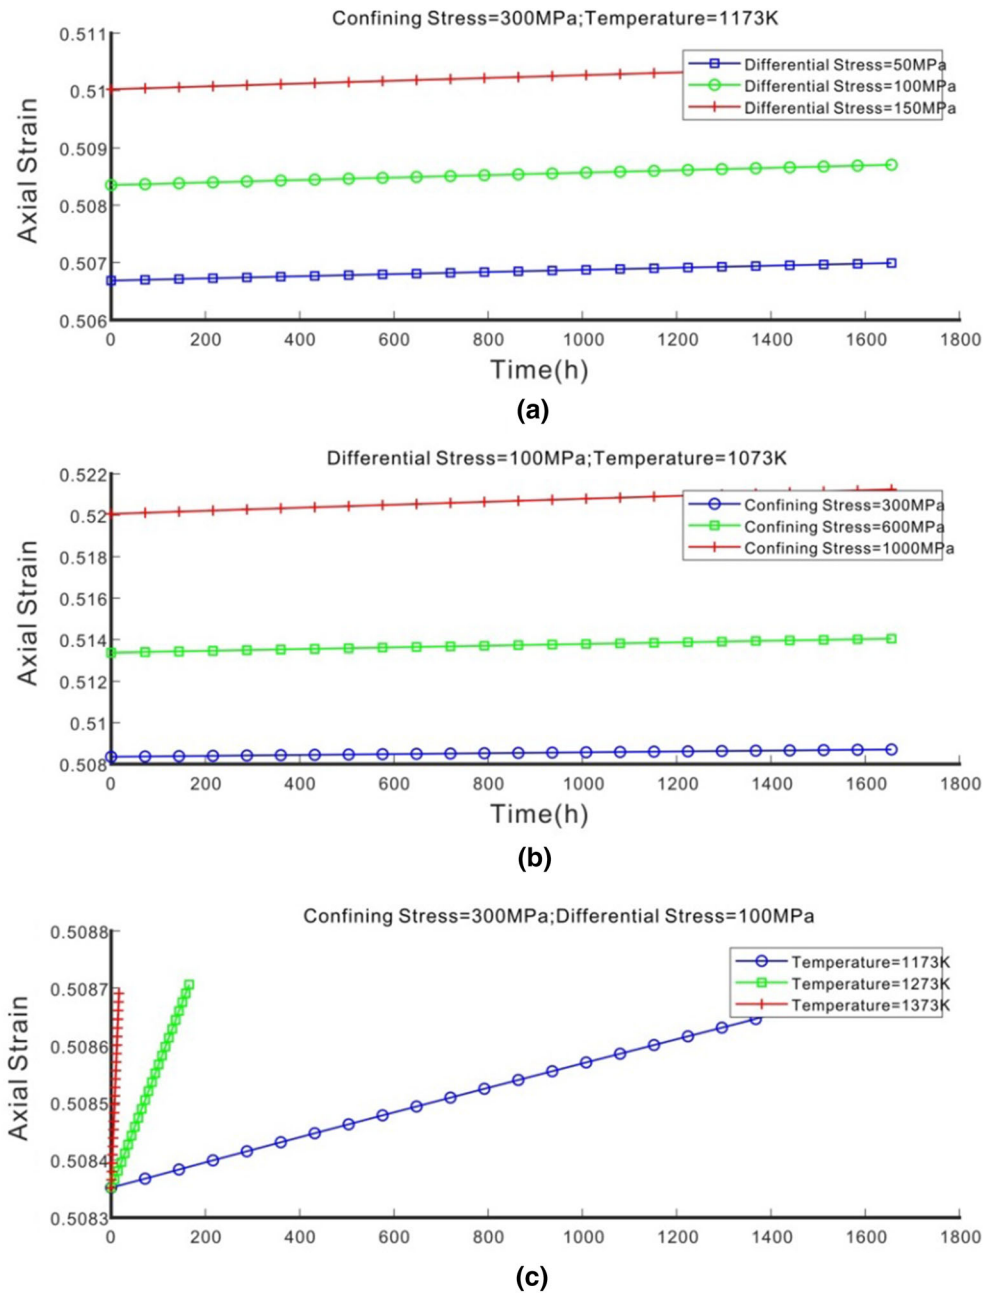 Confining Stress=300MPa;Temperature=1173K
0.511
0.51
0.509
0.508
0.507
0.506
Axial Strain
Differential Stress=50MPa
Differential Stress=100MPa
Differential Stress=150MPa
0 200 400 600 800 1000 1200 1400 1600 1800
Time(h)
(a)
Differential Stress=100MPa;Temperature=1073K
0.522
0.52
0.518
0.516
0.514
0.512
0.51
0.508
Axial Strain
Confining Stress=300MPa
Confining Stress=600MPa
Confining Stress=1000MPa
0 200 400 600 800 1000 1200 1400 1600 1800
Time(h)
(b)
Confining Stress=300MPa;Differential Stress=100MPa
0.5088
0.5087
0.5086
0.5085
0.5084
0.5083
Axial Strain
Temperature=1173K
Temperature=1273K
Temperature=1373K
0 200 400 600 800 1000 1200 1400 1600 1800
(c)